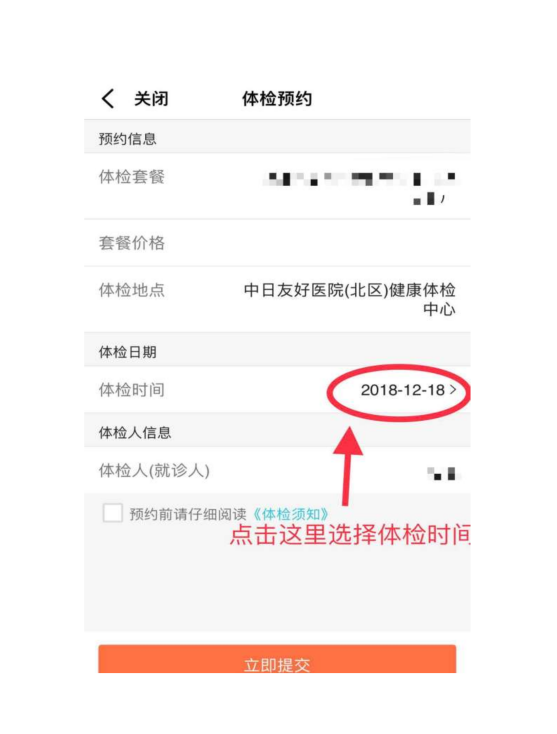 关闭 体检预约
预约信息
体检套餐
套餐价格
体检地点 中日友好医院(北区)健康体检
中心
体检日期
体检时间 2018-12-18
体检人信息
体检人(就诊人)
预约前请仔细阅读《体检须知》
点击这里选择体检时间
立即提交